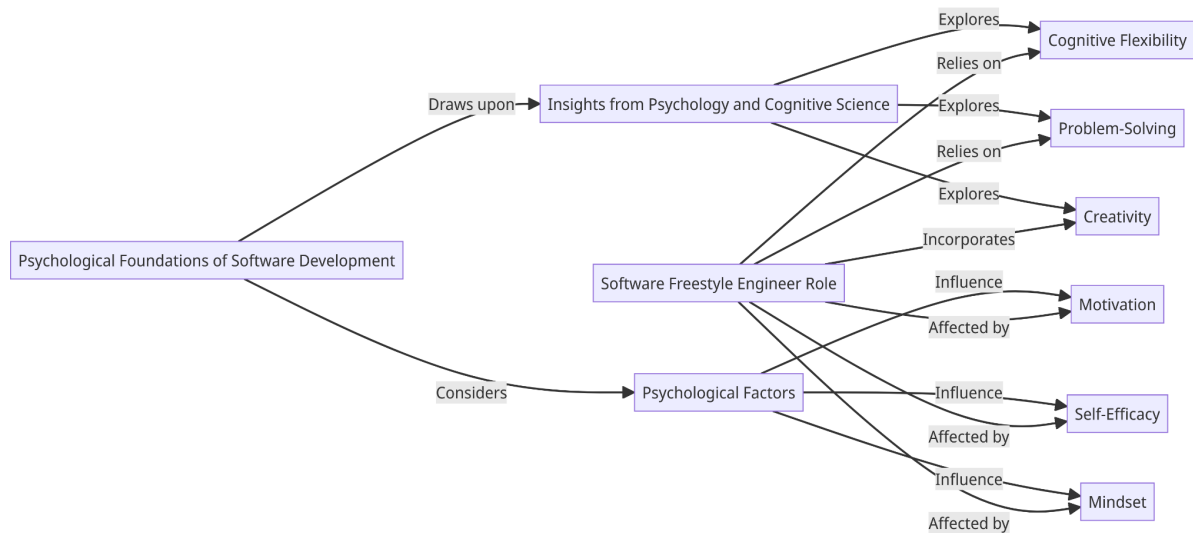 Explores
Cognitive Flexibility
Relies on
Draws upon
Insights from Psychology and Cognitive Science
Explores
Problem-Solving
Relies on
Explores
Creativity
Incorporates
Psychological Foundations of Software Development
Software Freestyle Engineer Role
Influence
Motivation
Affected by
Considers
Psychological Factors
Influence
Self-Efficacy
Affected by
Influence
Mindset
Affected by